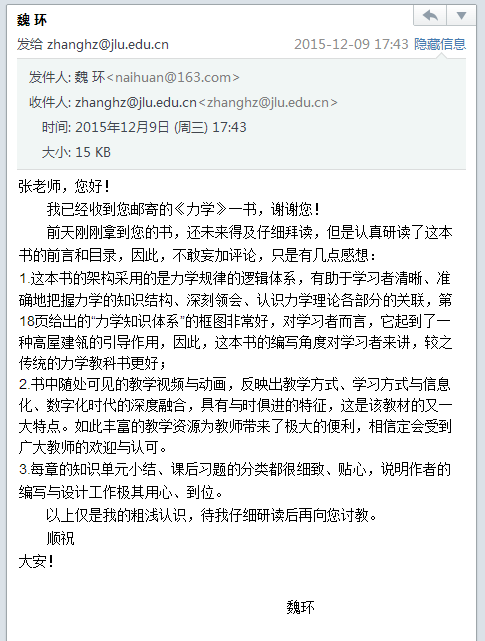 魏 环
发给 zhanghz@jlu.edu.cn 2015-12-09 17:43 隐藏信息
发件人: 魏 环<naihuan@163.com>
收件人: zhanghz@jlu.edu.cn<zhanghz@jlu.edu.cn>
时间: 2015年12月9日 (周三) 17:43
大小: 15 KB
张老师，您好！
我已经收到您邮寄的《力学》一书，谢谢您！
前天刚刚拿到您的书，还未来得及仔细拜读，但是认真研读了这本
书的前言和目录，因此，不敢妄加评论，只是有几点感想：
1.这本书的架构采用的是力学规律的逻辑体系，有助于学习者清晰、准
确地把握力学的知识结构、深刻领会、认识力学理论各部分的关联，第
18页给出的“力学知识体系”的框图非常好，对学习者而言，它起到了一
种高屋建瓴的引导作用，因此，这本书的编写角度对学习者来讲，较之
传统的力学教科书更好；
2.书中随处可见的教学视频与动画，反映出教学方式、学习方式与信息
化、数字化时代的深度融合，具有与时俱进的特征，这是该教材的又一
大特点。如此丰富的教学资源为教师带来了极大的便利，相信定会受到
广大教师的欢迎与认可。
3.每章的知识单元小结、课后习题的分类都很细致、贴心，说明作者的
编写与设计工作极其用心、到位。
以上仅是我的粗浅认识，待我仔细研读后再向您讨教。
顺祝
大安！
魏环